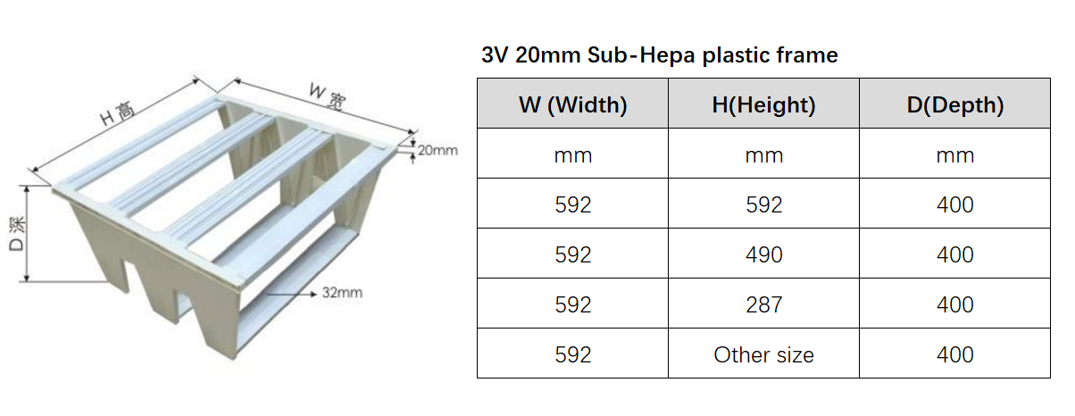 3V 20mm Sub-Hepa plastic frame
W (Width) H(Height) D(Depth)
mm mm mm
592 592 400
592 490 400
592 287 400
592 Other size 400
H 高
W 宽
20mm
D 深
32mm